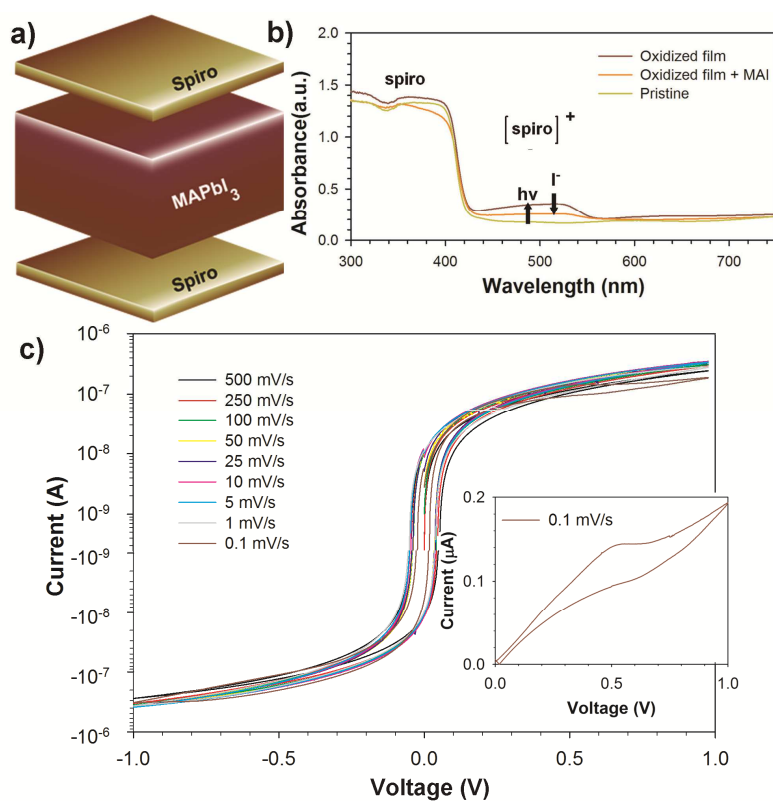 a)
Spiro
MAPbI3
Spiro
b)
2.0
1.5
1.0
0.5
0.0
Absorbance(a.u.)
spiro
[spiro]+
hν
I-
Oxidized film
Oxidized film + MAI
Pristine
300 400 500 600 700
Wavelength (nm)
c)
10-6
10-7
10-8
10-9
-10-9
-10-8
-10-7
-10-6
Current (A)
500 mV/s
250 mV/s
100 mV/s
50 mV/s
25 mV/s
10 mV/s
5 mV/s
1 mV/s
0.1 mV/s
0.2
0.1
0.0
Current (µA)
0.1 mV/s
0.0 0.5 1.0
Voltage (V)
-1.0 -0.5 0.0 0.5 1.0
Voltage (V)